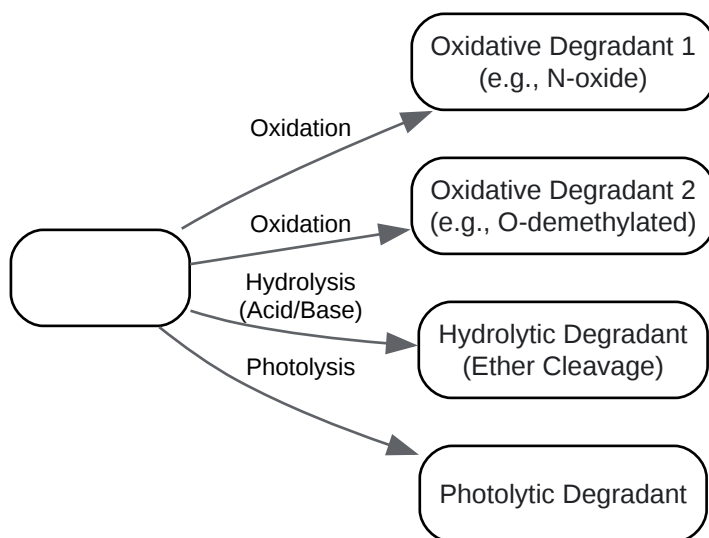 Oxidative Degradant 1
(e.g., N-oxide)
Oxidation
Oxidative Degradant 2
(e.g., O-demethylated)
Oxidation
Hydrolysis
(Acid/Base)
Hydrolytic Degradant
(Ether Cleavage)
Photolysis
Photolytic Degradant